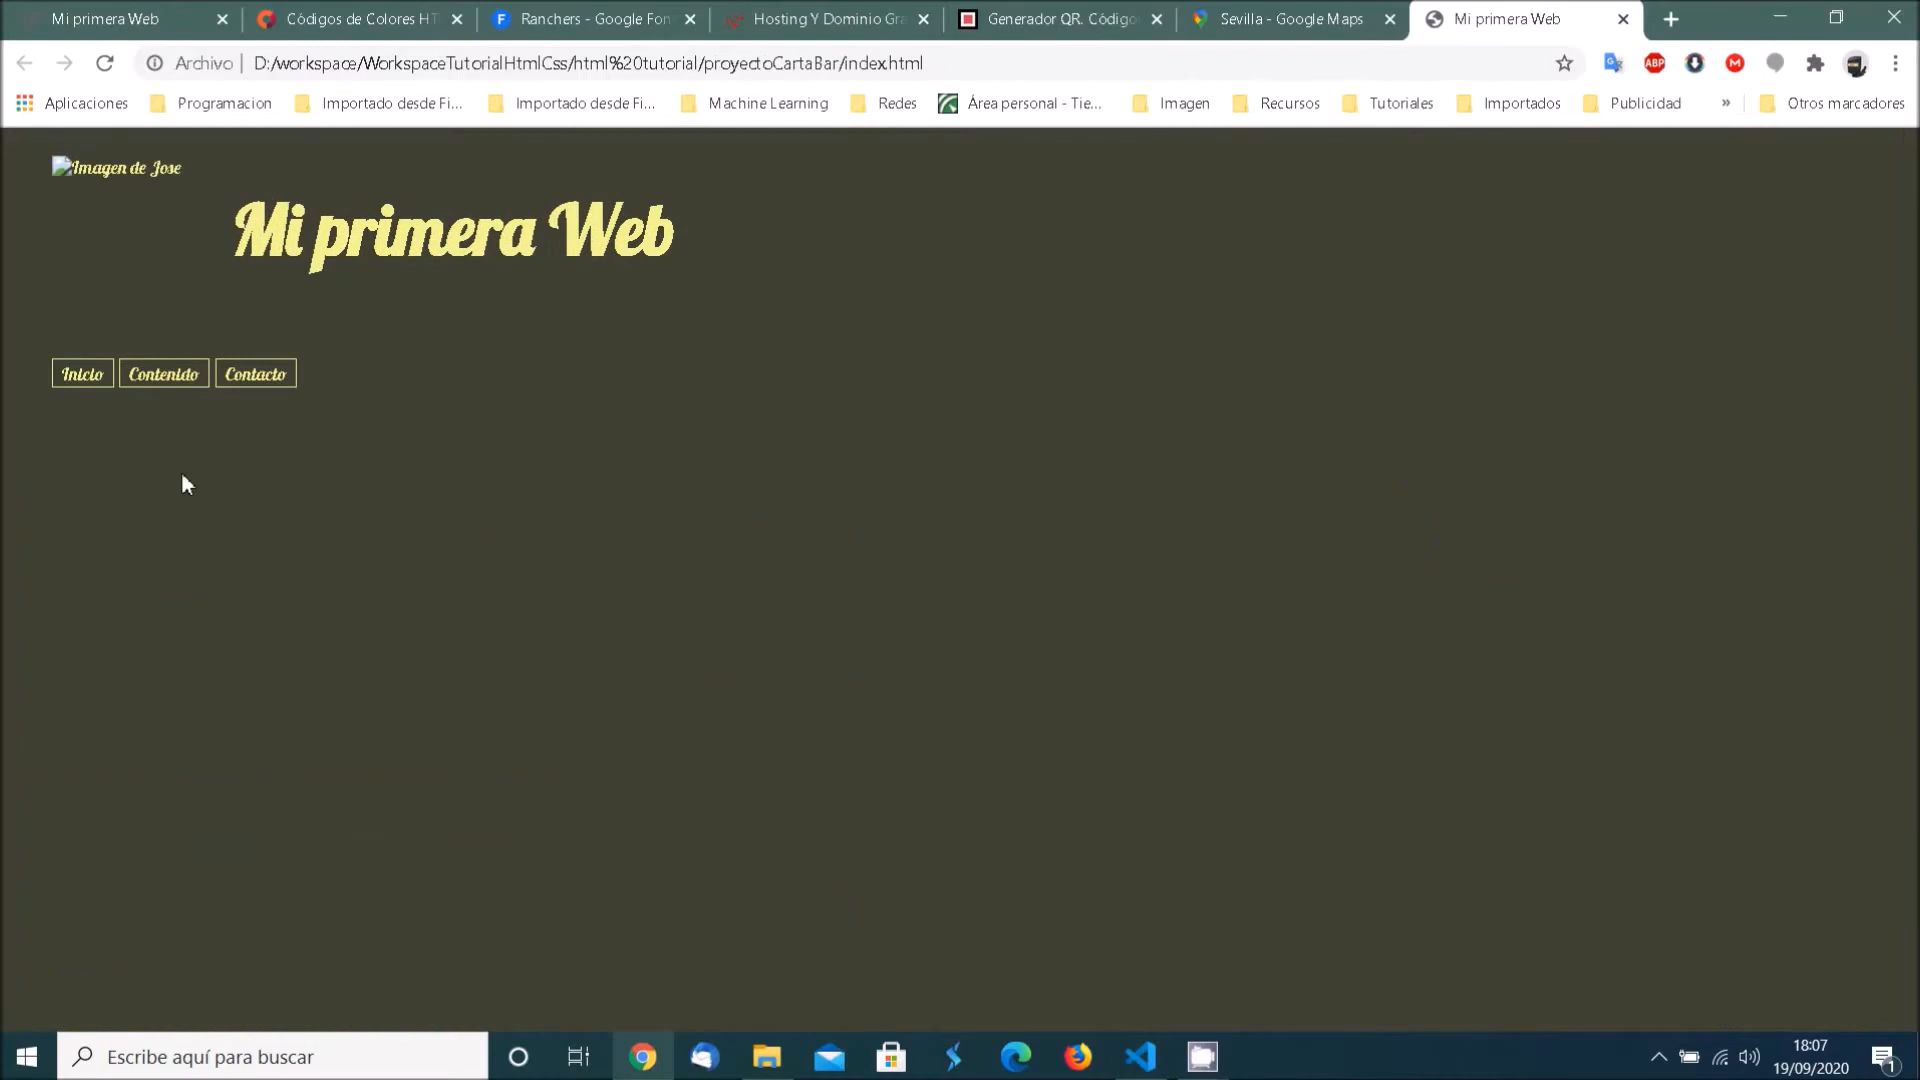 Mi primera Web
Códigos de Colores HT
Ranchers - Google Fon
Hosting Y Dominio Gra
Generador QR. Código
Sevilla - Google Maps
Mi primera Web
Archivo
D:/workspace/WorkspaceTutorialHtmlCss/html%20tutorial/proyectoCartaBar/index.html
ABP
M
Aplicaciones
Programacion
Importado desde Fi...
Importado desde Fi...
Machine Learning
Redes
Área personal - Tie...
Imagen
Recursos
Tutoriales
Importados
Publicidad
»
Otros marcadores
Imagen de Jose
Mi primera Web
Inicio
Contenido
Contacto
Escribe aquí para buscar
18:07
19/09/2020
1